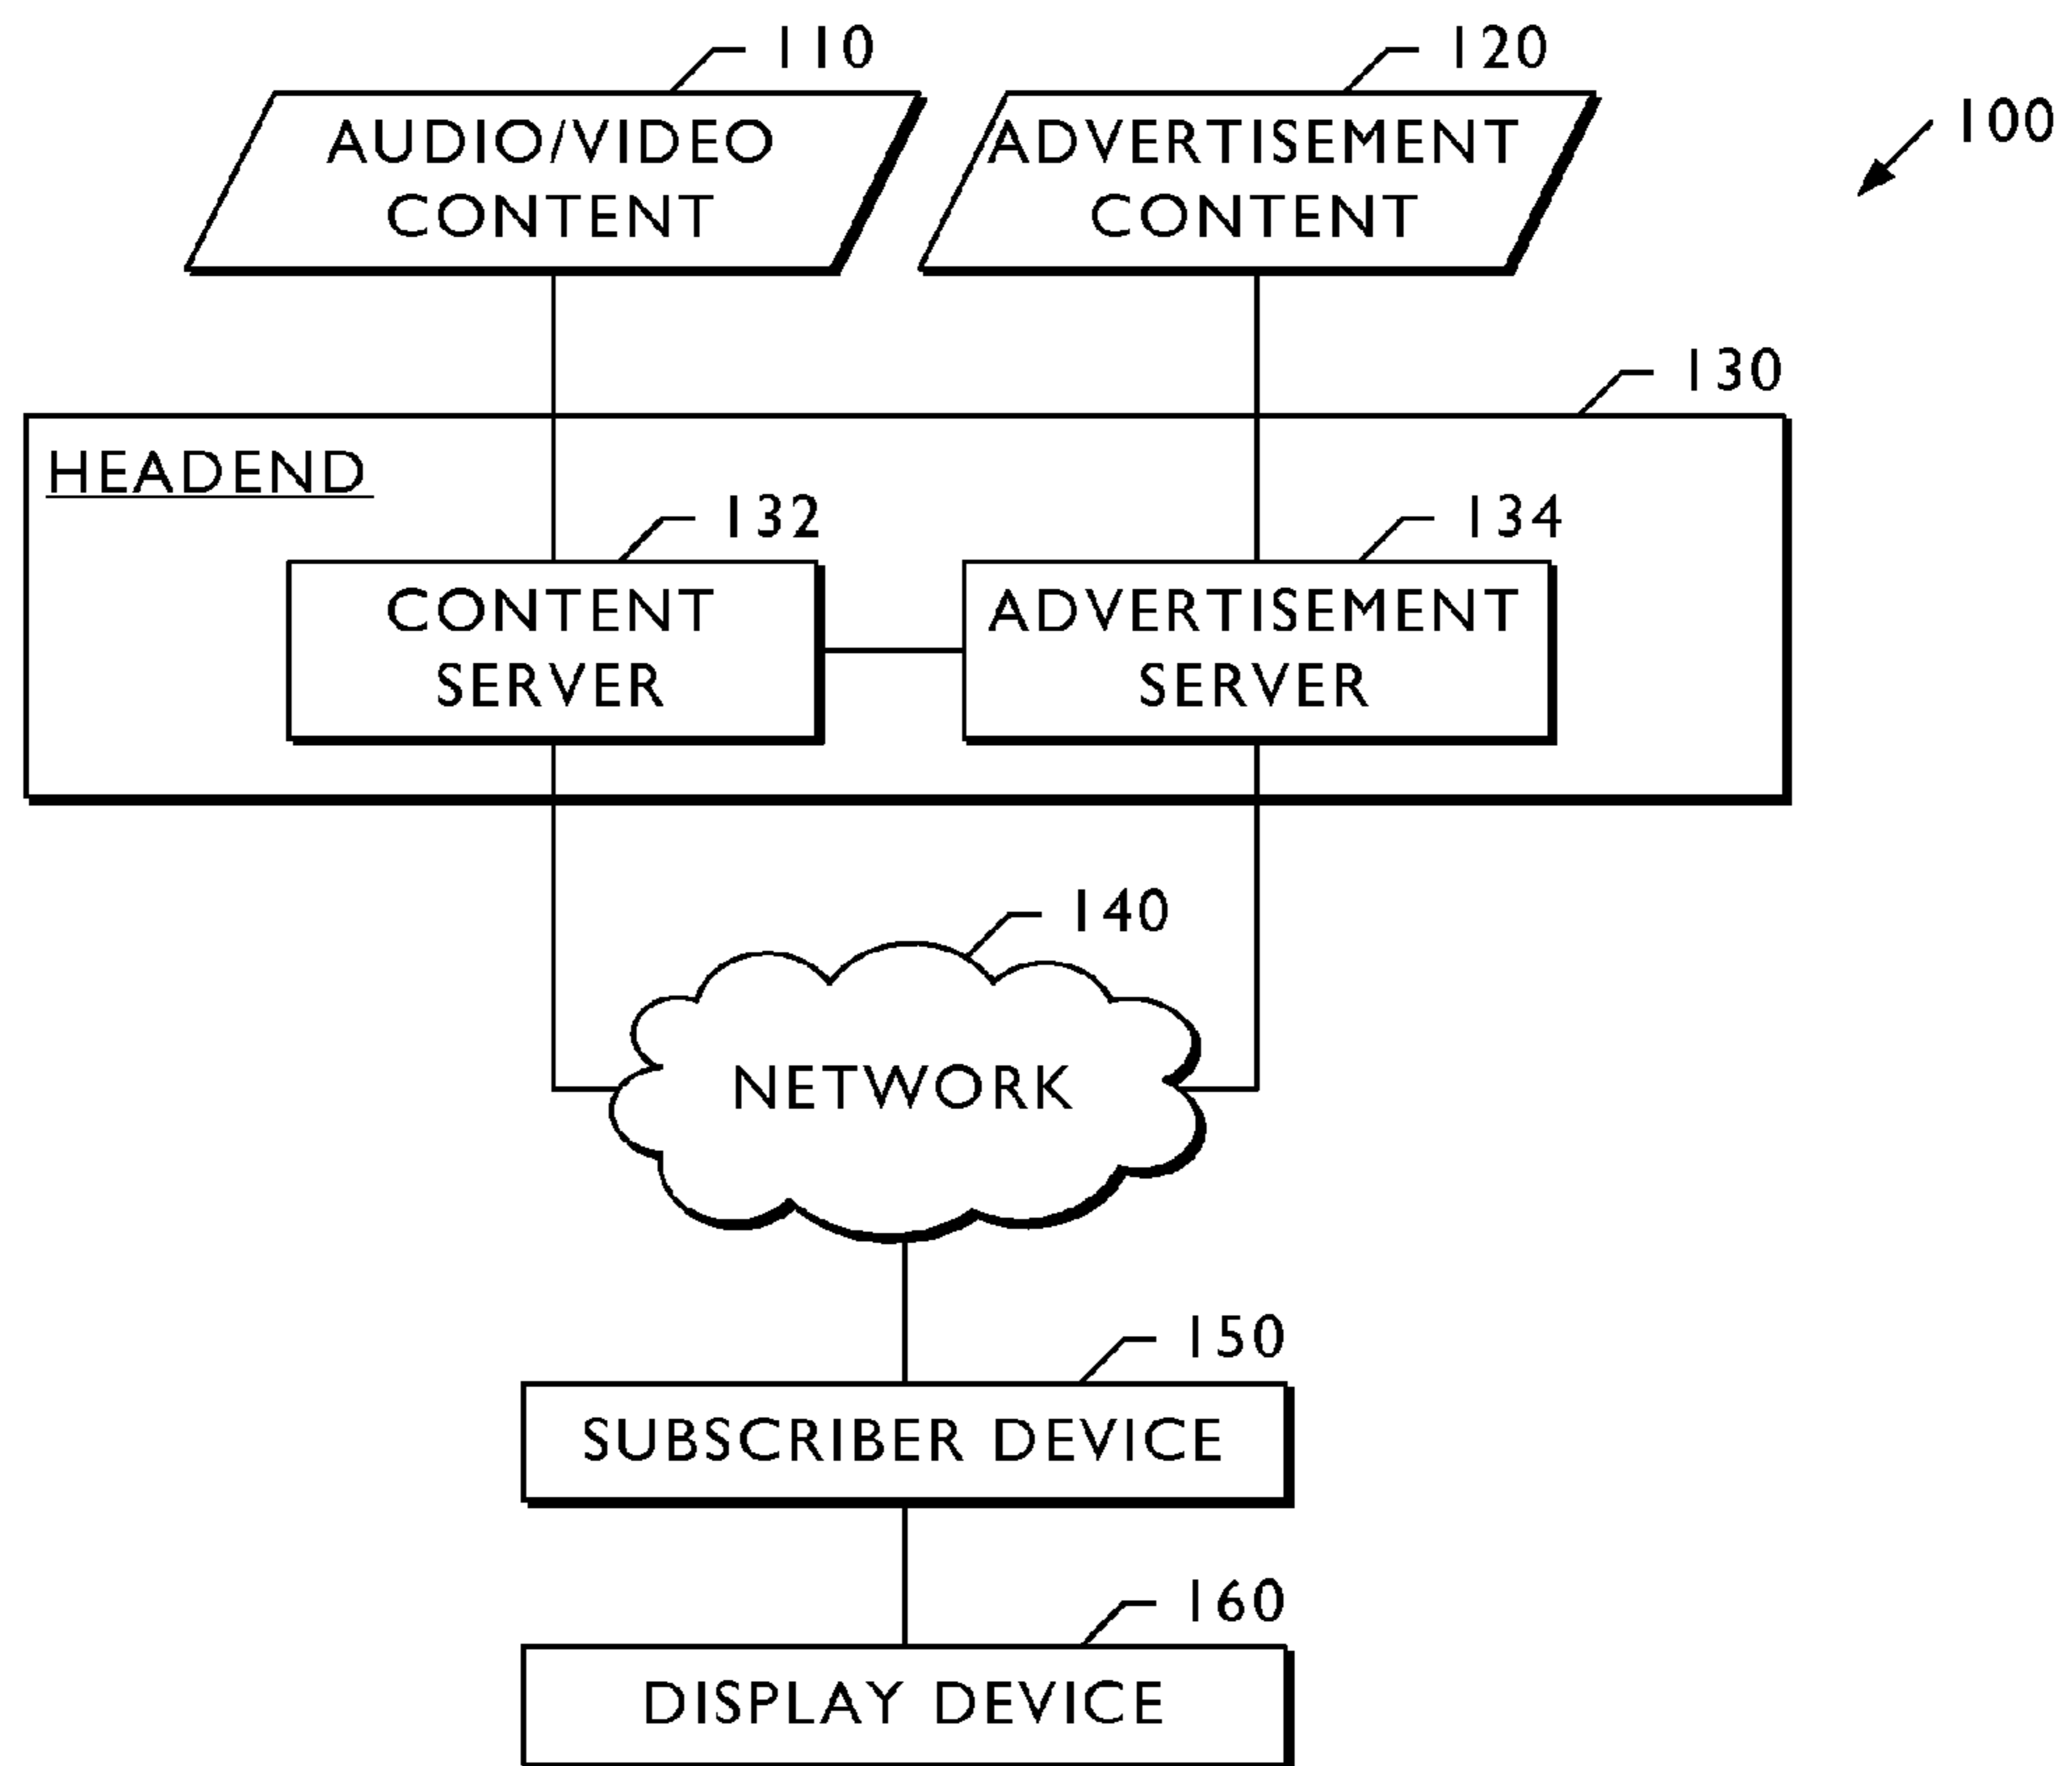 110
120
100
AUDIO/VIDEO
CONTENT
ADVERTISEMENT
CONTENT
130
HEADEND
132
134
CONTENT
SERVER
ADVERTISEMENT
SERVER
140
NETWORK
150
SUBSCRIBER DEVICE
160
DISPLAY DEVICE